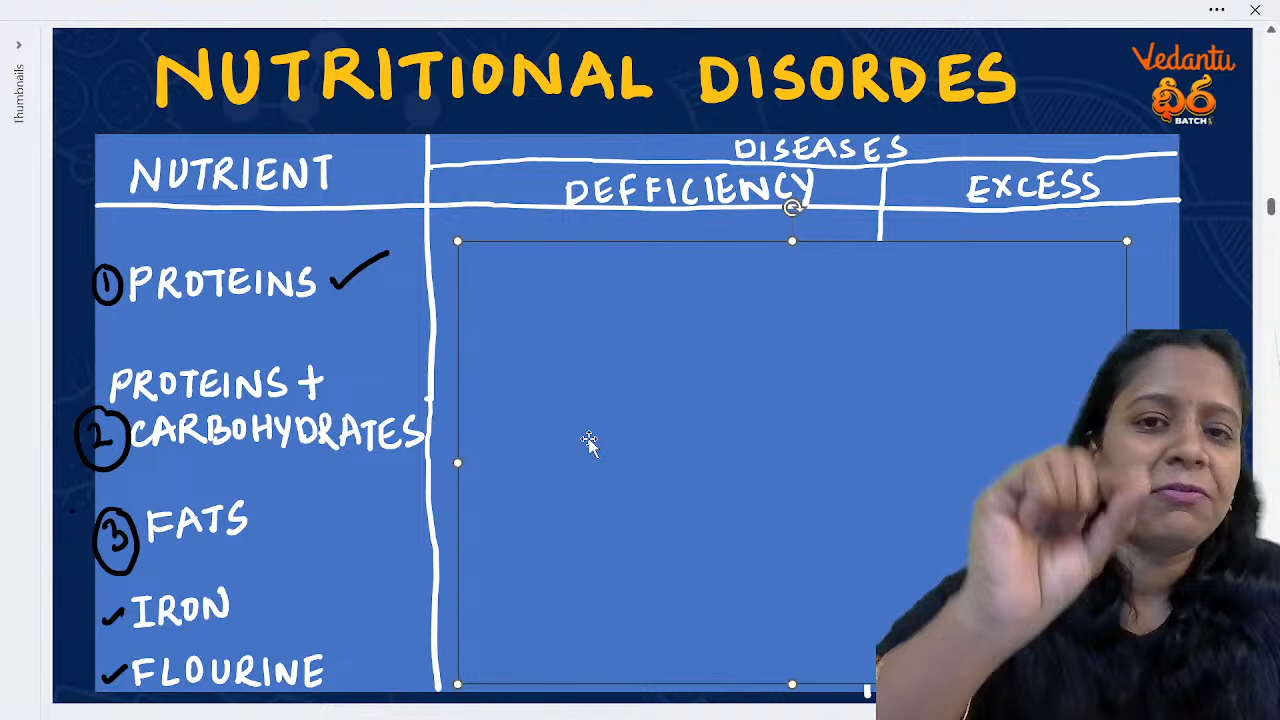 Thumbnails
NUTRITIONAL DISORDES
Vedantu
ధీర
BATCH
NUTRIENT
DISEASES
DEFFICIENCY
EXCESS
1 PROTEINS
PROTEINS +
2 CARBOHYDRATES
3 FATS
IRON
FLOURINE